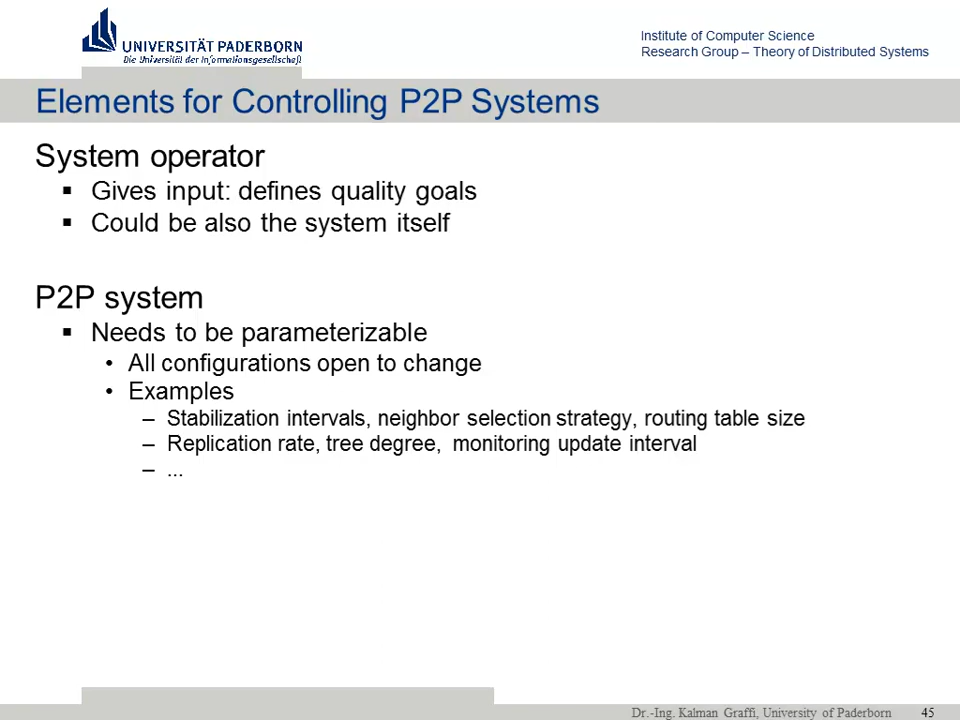 UNIVERSITÄT PADERBORN
Die Universität der Informationsgesellschaft
Institute of Computer Science
Research Group – Theory of Distributed Systems
Elements for Controlling P2P Systems
System operator
▪ Gives input: defines quality goals
▪ Could be also the system itself
P2P system
▪ Needs to be parameterizable
• All configurations open to change
• Examples
– Stabilization intervals, neighbor selection strategy, routing table size
– Replication rate, tree degree, monitoring update interval
– ...
Dr.-Ing. Kalman Graffi, University of Paderborn 45